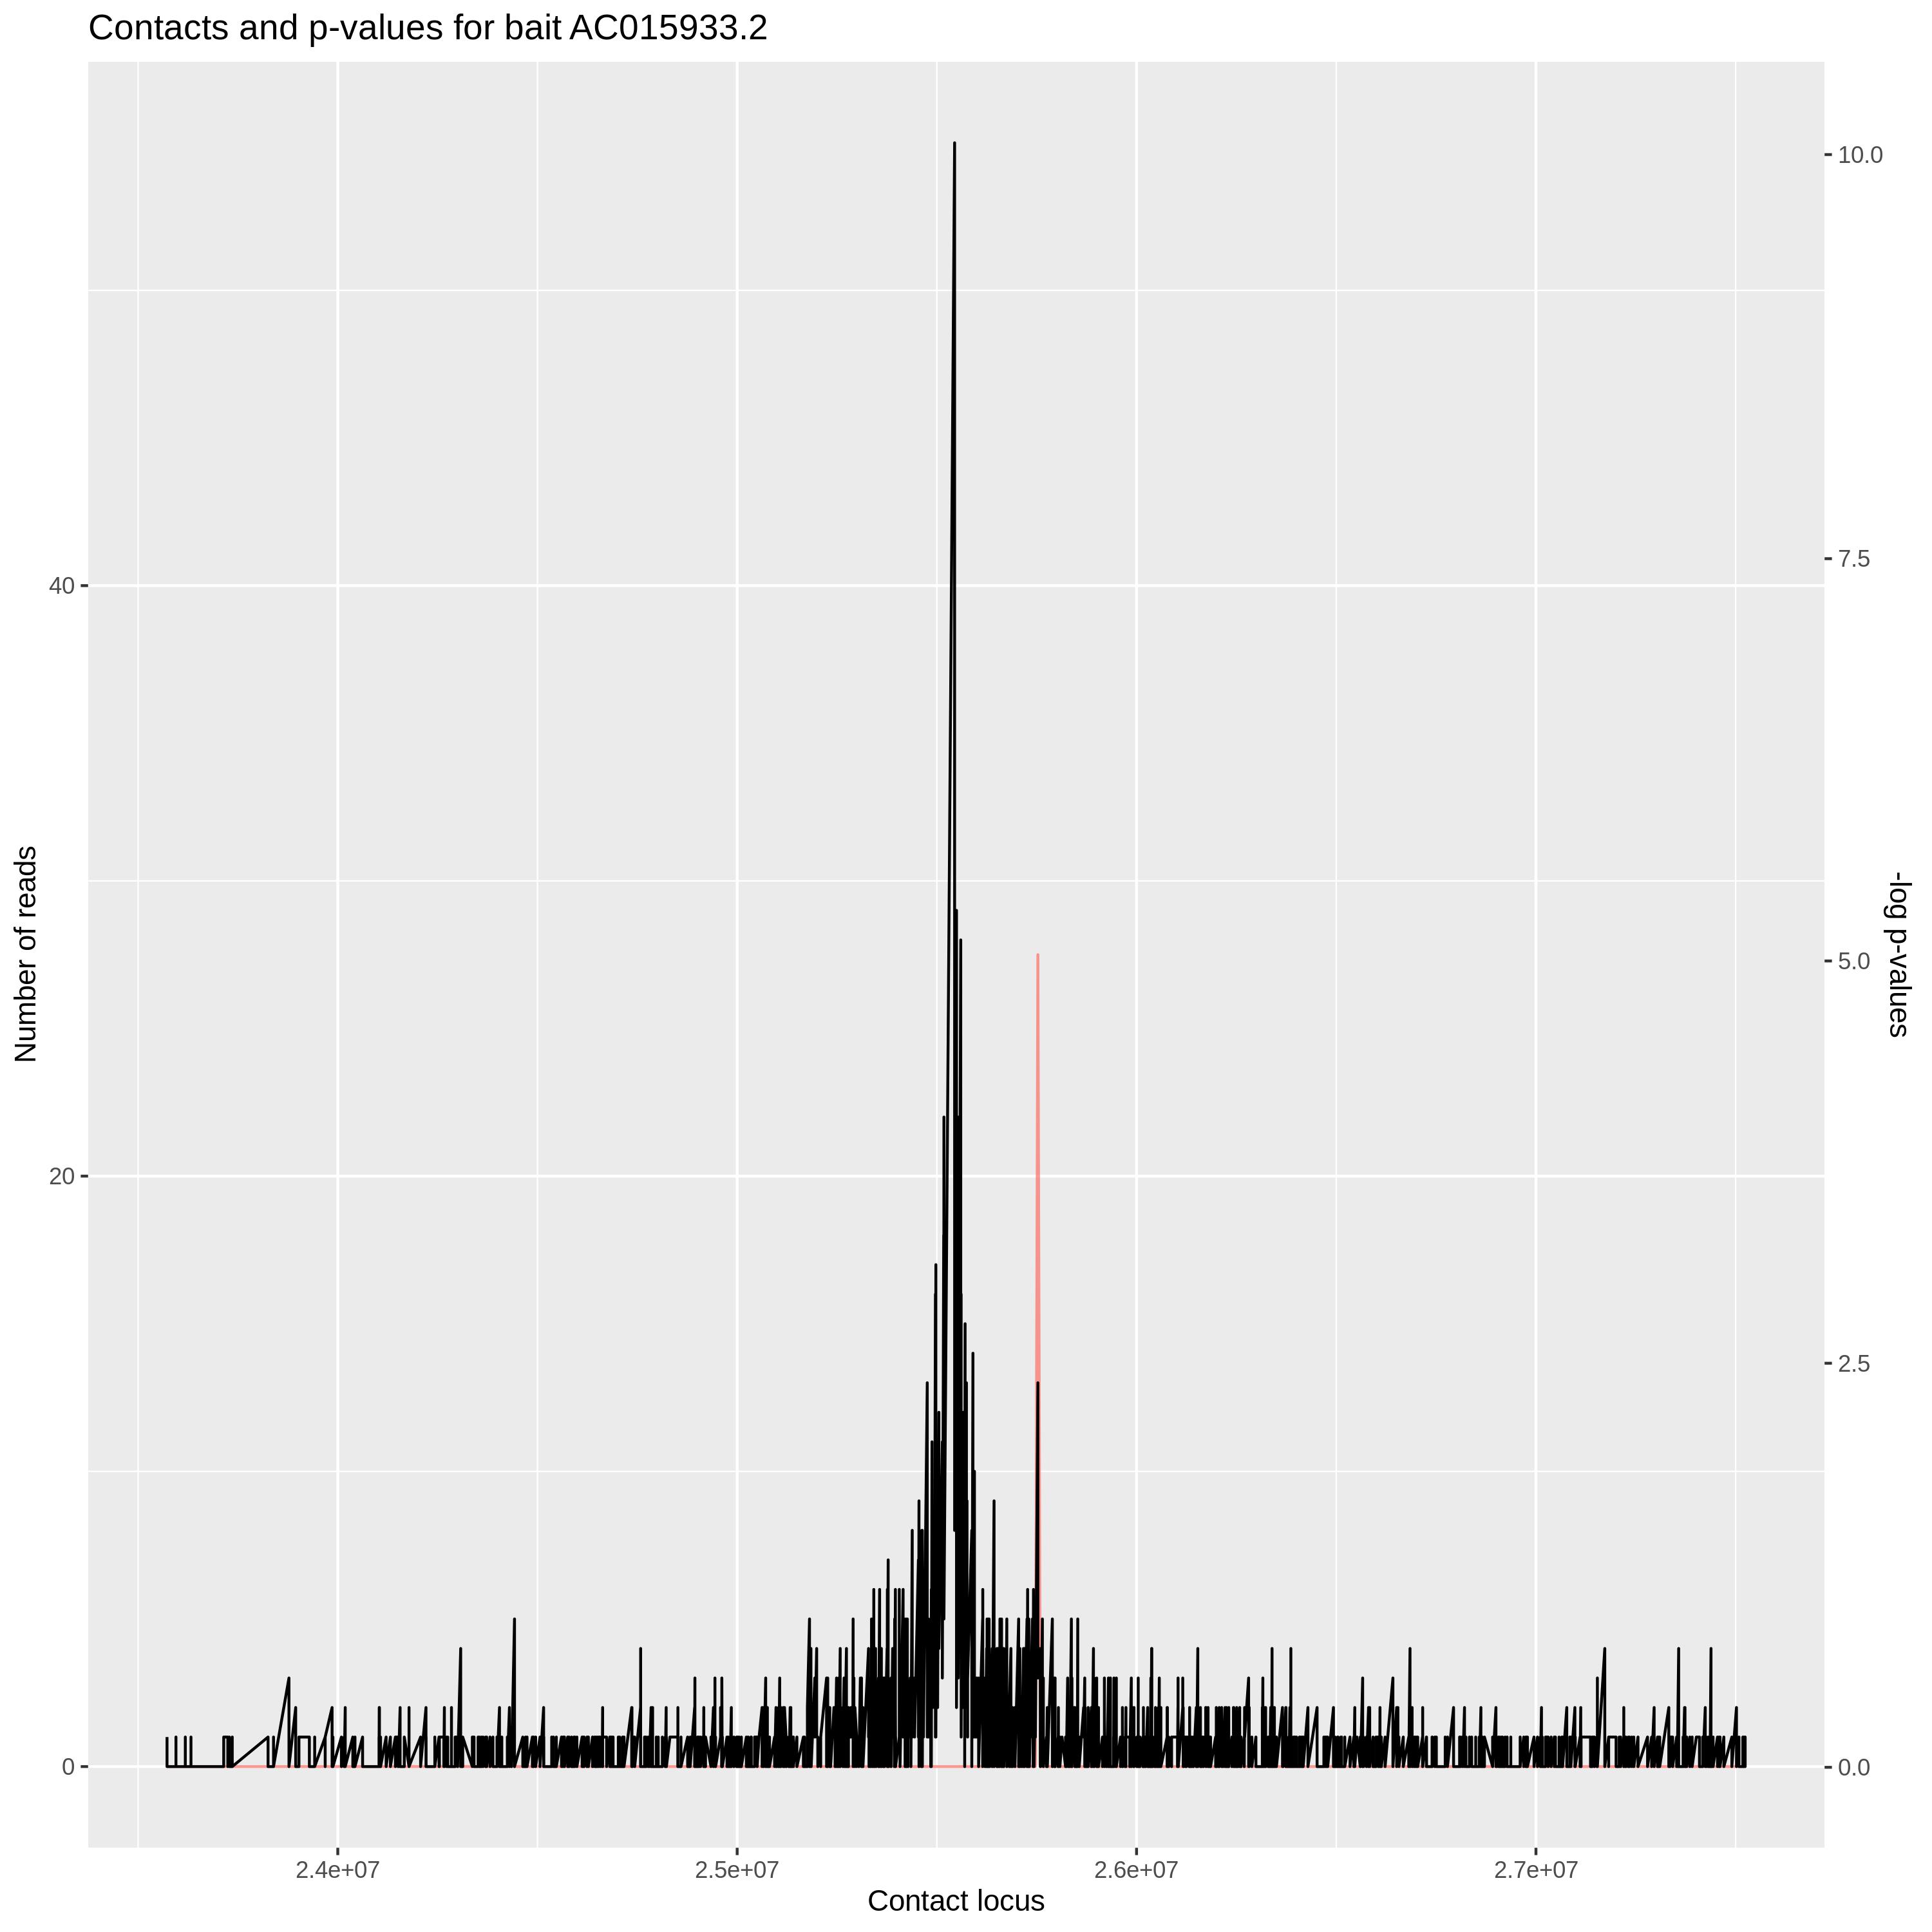 Contacts and p-values for bait AC015933.2
Number of reads
40
20
0
10.0
7.5
5.0
2.5
0.0
-log p-values
2.4e+07
2.5e+07
2.6e+07
2.7e+07
Contact locus